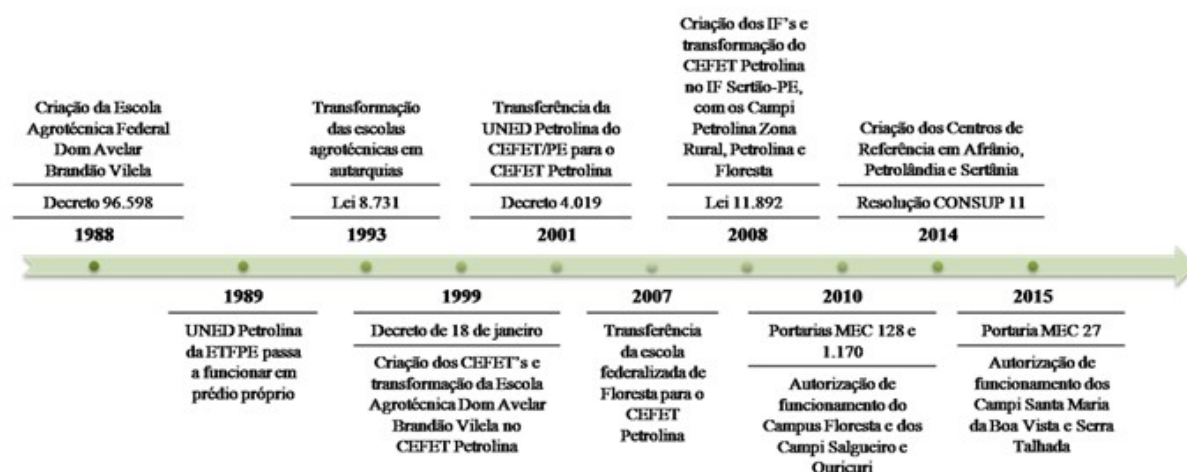 Criação da Escola
Agrotécnica Federal
Dom Avelar
Brandão Vilela
Decreto 96.598
1988
Transformação
das escolas
agrotécnicas em
autarquias
Lei 8.731
1993
Transferência da
UNED Petrolina do
CEFET/PE para o
CEFET Petrolina
Decreto 4.019
2001
Criação dos IF's e
transformação do
CEFET Petrolina
no IF Sertão-PE,
com os Campi
Petrolina Zona
Rural, Petrolina e
Floresta
Lei 11.892
2008
Criação dos Centros de
Referência em Afrânio,
Petrolândia e Sertânia
Resolução CONSUP 11
2014
1989
UNED Petrolina
da ETFPE passa
a funcionar em
prédio próprio
1999
Decreto de 18 de janeiro
Criação dos CEFET's e
transformação da Escola
Agrotécnica Dom Avelar
Brandão Vilela no
CEFET Petrolina
2007
Transferência
da escola
federalizada de
Floresta para o
CEFET
Petrolina
2010
Portarias MEC 128 e
1.170
Autorização de
funcionamento do
Campus Floresta e dos
Campi Salgueiro e
Ouricuri
2015
Portaria MEC 27
Autorização de
funcionamento dos
Campi Santa Maria
da Boa Vista e Serra
Talhada